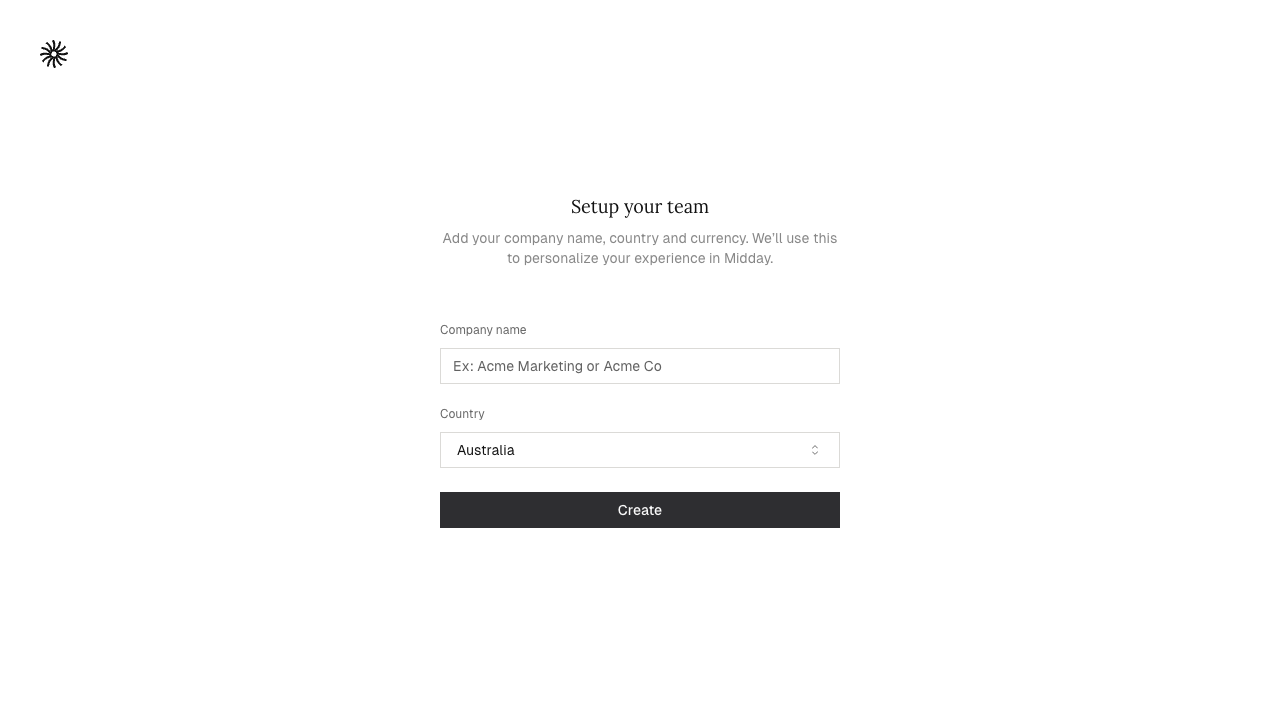 Setup your team
Add your company name, country and currency. We'll use this
to personalize your experience in Midday.
Company name
Ex: Acme Marketing or Acme Co
Country
Australia
Create